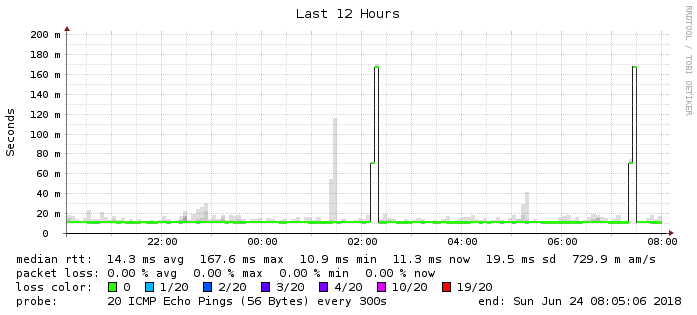 Last 12 Hours
RRDTOOL / TOBI OETIKER
Seconds
200 m
180 m
160 m
140 m
120 m
100 m
80 m
60 m
40 m
20 m
0
22:00 00:00 02:00 04:00 06:00 08:00
median rtt: 14.3 ms avg 167.6 ms max 10.9 ms min 11.3 ms now 19.5 ms sd 729.9 m am/s
packet loss: 0.00 % avg 0.00 % max 0.00 % min 0.00 % now
loss color: 0 1/20 2/20 3/20 4/20 10/20 19/20
probe: 20 ICMP Echo Pings (56 Bytes) every 300s end: Sun Jun 24 08:05:06 2018